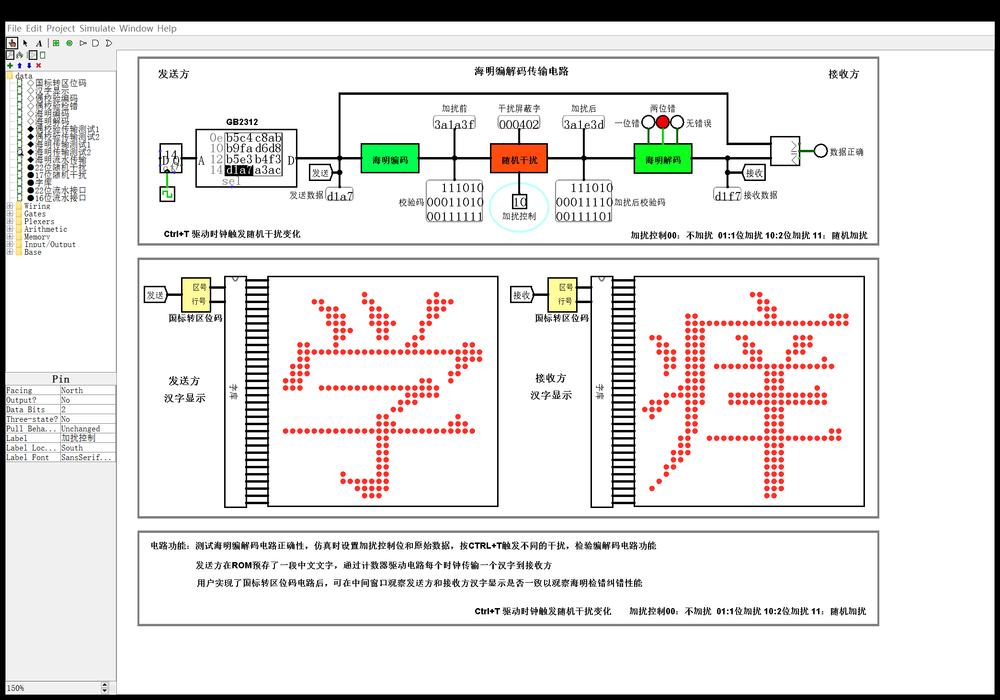 File Edit Project Simulate Window Help
data
◇国标转区位码
◇汉字显示
◇偶校验编码
◇偶校验检错
◇海明编码
◇海明解码
◆偶校验传输测试1
◆偶校验传输测试2
◆海明传输测试1
◆海明传输测试2
◆海明流水传输
●22位随机干扰
●17位随机干扰
●字库
●22位流水接口
●16位流水接口
Wiring
Gates
Plexers
Arithmetic
Memory
Input/Output
Base
Pin
Facing North
Output? No
Data Bits 2
Three-state? No
Pull Beha... Unchanged
Label 加扰控制
Label Loc... South
Label Font SansSerif...
150%
发送方
海明编解码传输电路
接收方
加扰前
干扰屏蔽字
加扰后
两位错
3a1a3f
000402
3a1e3d
一位错
无错误
GB2312
0e b5c4 c8ab
10 b9fa d6d8
12 b5e3 b4f3
14 d1a7 a3ac
sel
A
D
14
D Q
海明编码
随机干扰
海明解码
数据正确
发送
接收
发送数据 d1a7
d1f7 接收数据
校验码
111010
00011010
00111111
10
加扰控制
111010
00011110
00111101
加扰后校验码
Ctrl+T 驱动时钟触发随机干扰变化
加扰控制00：不加扰 01:1位加扰 10:2位加扰 11：随机加扰
发送
区号
行号
国标转区位码
发送方
汉字显示
字库
学
接收
区号
行号
国标转区位码
接收方
汉字显示
字库
痒
电路功能：测试海明编解码电路正确性，仿真时设置加扰控制位和原始数据，按CTRL+T触发不同的干扰，检验编解码电路功能
发送方在ROM预存了一段中文文字，通过计数器驱动电路每个时钟传输一个汉字到接收方
用户实现了国标转区位码电路后，可在中间窗口观察发送方和接收方汉字显示是否一致以观察海明检错纠错性能
Ctrl+T 驱动时钟触发随机干扰变化 加扰控制00：不加扰 01:1位加扰 10:2位加扰 11：随机加扰